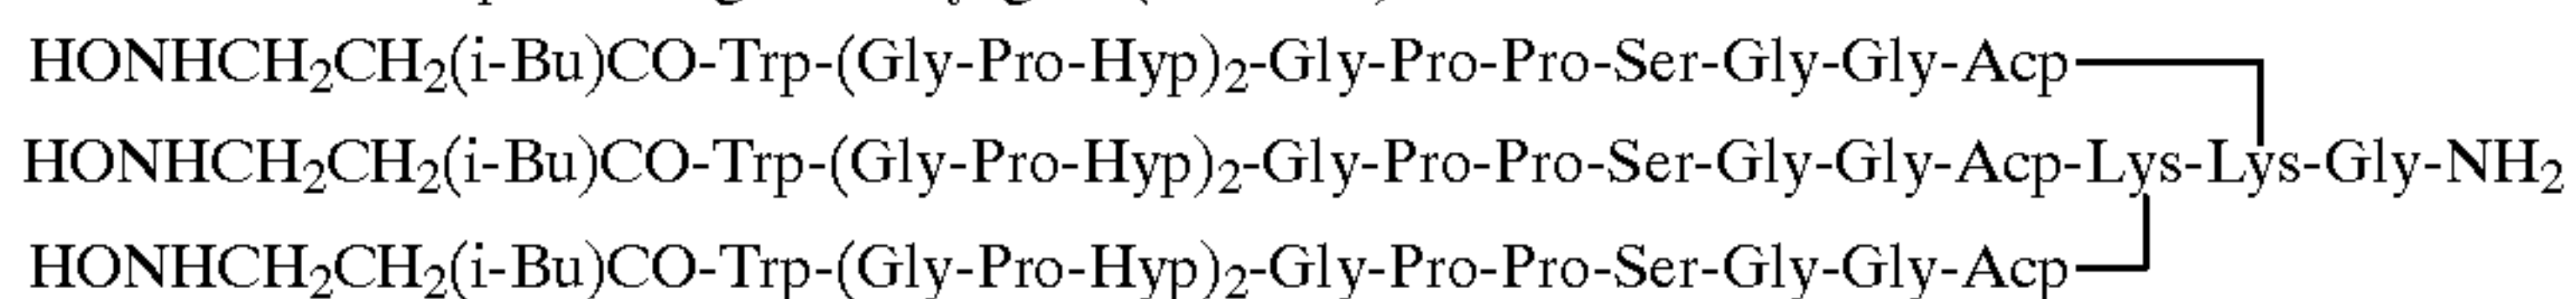 HONHCH₂CH₂(i-Bu)CO-Trp-(Gly-Pro-Hyp)₂-Gly-Pro-Pro-Ser-Gly-Gly-Acp
HONHCH₂CH₂(i-Bu)CO-Trp-(Gly-Pro-Hyp)₂-Gly-Pro-Pro-Ser-Gly-Gly-Acp-Lys-Lys-Gly-NH₂
HONHCH₂CH₂(i-Bu)CO-Trp-(Gly-Pro-Hyp)₂-Gly-Pro-Pro-Ser-Gly-Gly-Acp